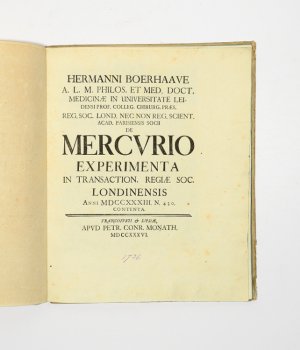 HERMANNI BOERHAAVE
A. L. M. PHILOS. ET MED. DOCT.
MEDICINÆ IN UNIVERSITATE LEI-
DENSI PROF. COLLEG. CHIRURG. PRÆS.
REG. SOC. LOND. NEC NON REG. SCIENT.
ACAD. PARISIENSIS SOCII
DE
MERCVRIO
EXPERIMENTA
IN TRANSACTION. REGIÆ SOC.
LONDINENSIS
ANNI MDCCXXXIII. N. 430.
CONTENTA.
FRANCOFURTI & LIPSIÆ,
APVD PETR. CONR. MONATH.
MDCCXXXVI.
1736